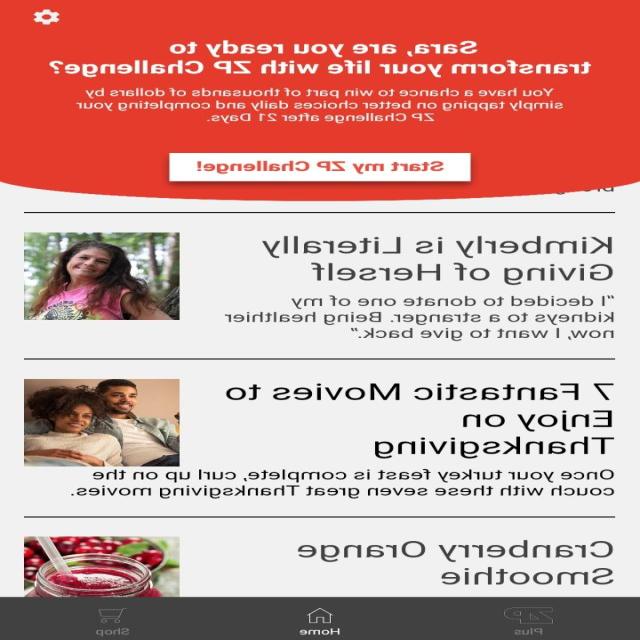 Sara, are you ready to
transform your life with ZP Challenge?
You have a chance to win part of thousands of dollars by
simply tapping on better choices daily and completing your
ZP Challenge after 21 Days.
Start my ZP Challenge!
Kimberly is Literally
Giving of Herself
"I decided to donate one of my
kidneys to a stranger. Being healthier
now, I want to give back."
7 Fantastic Movies to
Enjoy on
Thanksgiving
Once your turkey feast is complete, curl up on the
couch with these seven great Thanksgiving movies.
Cranberry Orange
Smoothie
ZP
Plus
Home
Shop